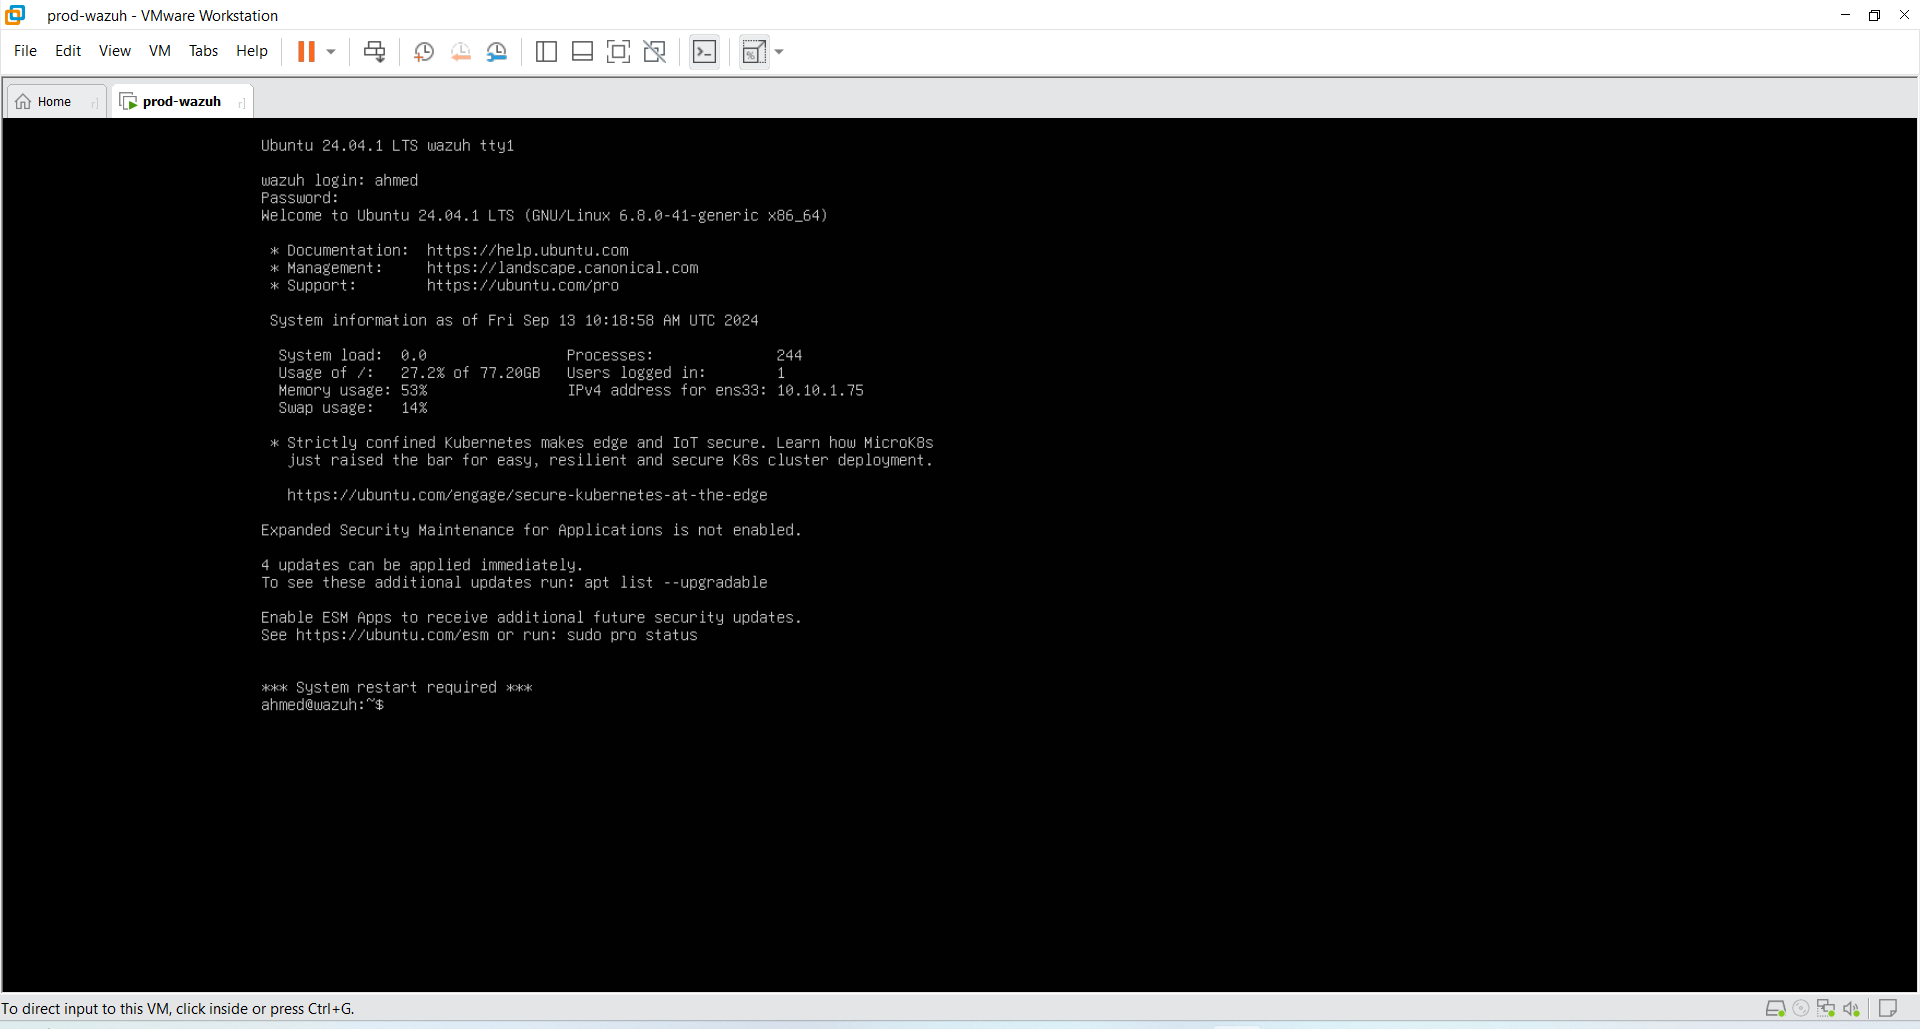 prod-wazuh - VMware Workstation
File Edit View VM Tabs Help
Home prod-wazuh
Ubuntu 24.04.1 LTS wazuh tty1
wazuh login: ahmed
Password:
Welcome to Ubuntu 24.04.1 LTS (GNU/Linux 6.8.0-41-generic x86_64)
* Documentation: https://help.ubuntu.com
* Management: https://landscape.canonical.com
* Support: https://ubuntu.com/pro
System information as of Fri Sep 13 10:18:58 AM UTC 2024
System load: 0.0 Processes: 244
Usage of /: 27.2% of 77.20GB Users logged in: 1
Memory usage: 53% IPv4 address for ens33: 10.10.1.75
Swap usage: 14%
* Strictly confined Kubernetes makes edge and IoT secure. Learn how MicroK8s
just raised the bar for easy, resilient and secure K8s cluster deployment.
https://ubuntu.com/engage/secure-kubernetes-at-the-edge
Expanded Security Maintenance for Applications is not enabled.
4 updates can be applied immediately.
To see these additional updates run: apt list --upgradable
Enable ESM Apps to receive additional future security updates.
See https://ubuntu.com/esm or run: sudo pro status
*** System restart required ***
ahmed@wazuh:~$
To direct input to this VM, click inside or press Ctrl+G.